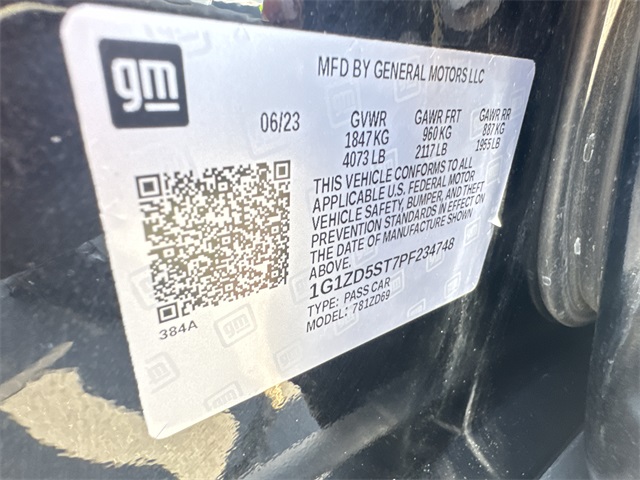 gm
MFD BY GENERAL MOTORS LLC
06/23 GVWR GAWR FRT GAWR RR
1847 KG 960 KG 887 KG
4073 LB 2117 LB 1955 LB
THIS VEHICLE CONFORMS TO ALL
APPLICABLE U.S. FEDERAL MOTOR
VEHICLE SAFETY, BUMPER, AND THEFT
PREVENTION STANDARDS IN EFFECT ON
THE DATE OF MANUFACTURE SHOWN
ABOVE.
1G1ZD5ST7PF234748
TYPE: PASS CAR
MODEL: 781ZD69
384A